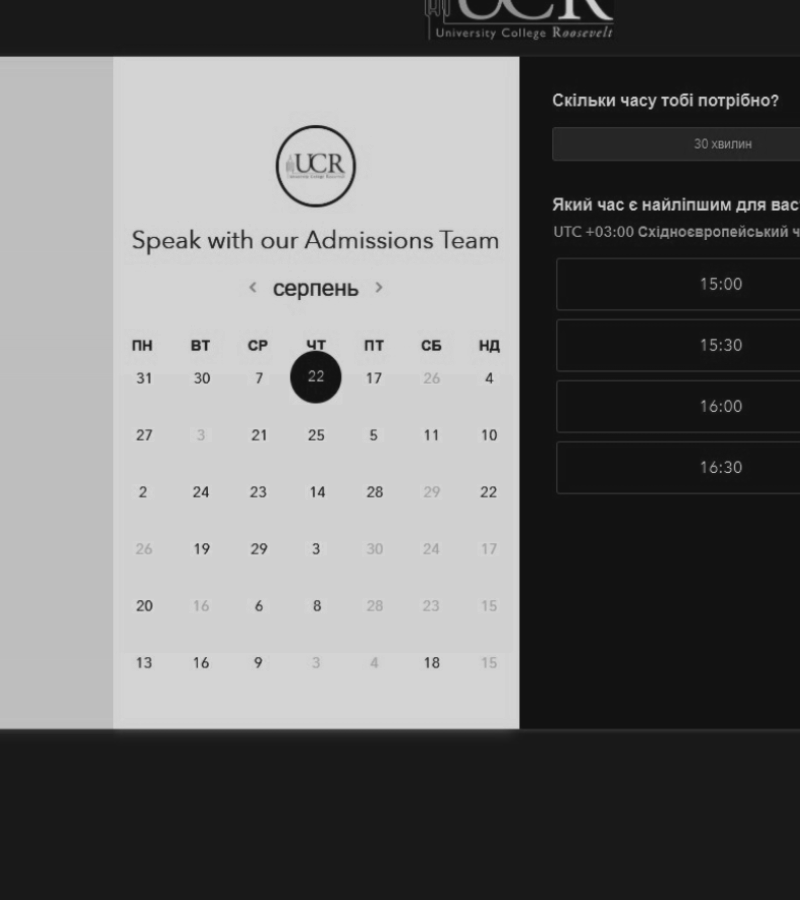 UCR
University College Roosevelt
UCR
Speak with our Admissions Team
< серпень >
ПН ВТ СР ЧТ ПТ СБ НД
31 30 7 22 17 26 4
27 3 21 25 5 11 10
2 24 23 14 28 29 22
26 19 29 3 30 24 17
20 16 6 8 28 23 15
13 16 9 3 4 18 15
Скільки часу тобі потрібно?
30 хвилин
Який час є найліпшим для вас
UTC +03:00 Східноєвропейський ч
15:00
15:30
16:00
16:30